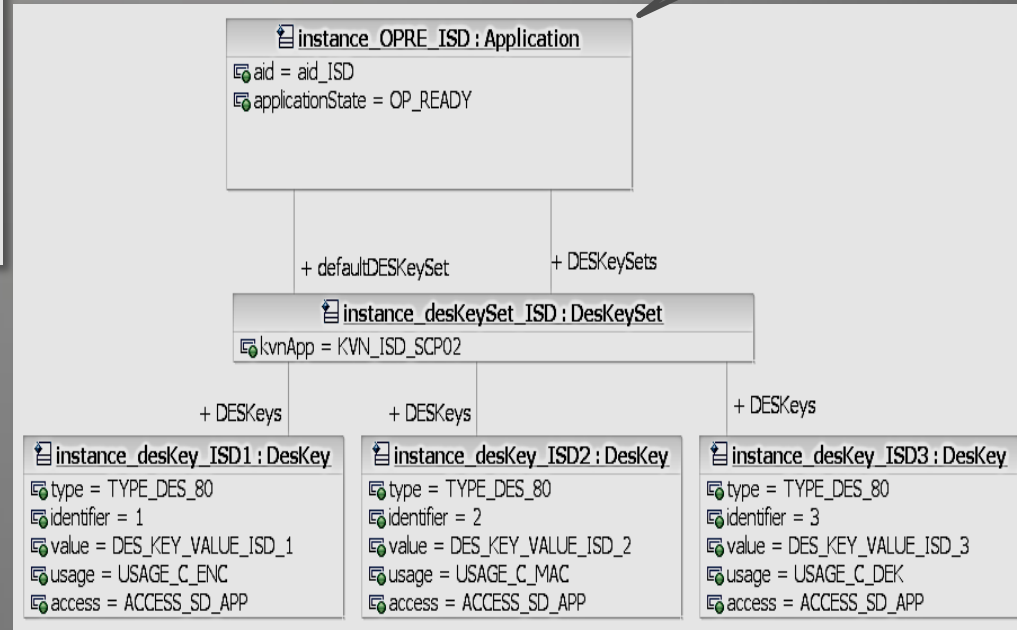 instance_OPRE_ISD : Application
aid = aid_ISD
applicationState = OP_READY
+ defaultDESKeySet
+ DESKeySets
instance_desKeySet_ISD : DesKeySet
kvnApp = KVN_ISD_SCP02
+ DESKeys
+ DESKeys
+ DESKeys
instance_desKey_ISD1 : DesKey
type = TYPE_DES_80
identifier = 1
value = DES_KEY_VALUE_ISD_1
usage = USAGE_C_ENC
access = ACCESS_SD_APP
instance_desKey_ISD2 : DesKey
type = TYPE_DES_80
identifier = 2
value = DES_KEY_VALUE_ISD_2
usage = USAGE_C_MAC
access = ACCESS_SD_APP
instance_desKey_ISD3 : DesKey
type = TYPE_DES_80
identifier = 3
value = DES_KEY_VALUE_ISD_3
usage = USAGE_C_DEK
access = ACCESS_SD_APP